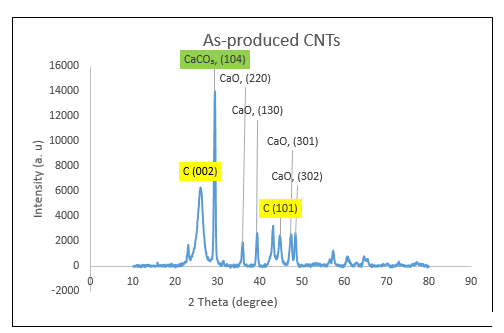 As-produced CNTs
CaCO₃, (104)
CaO, (220)
CaO, (130)
CaO, (301)
C (002)
CaO, (302)
C (101)
Intensity (a. u)
16000
14000
12000
10000
8000
6000
4000
2000
0
-2000
0 10 20 30 40 50 60 70 80 90
2 Theta (degree)